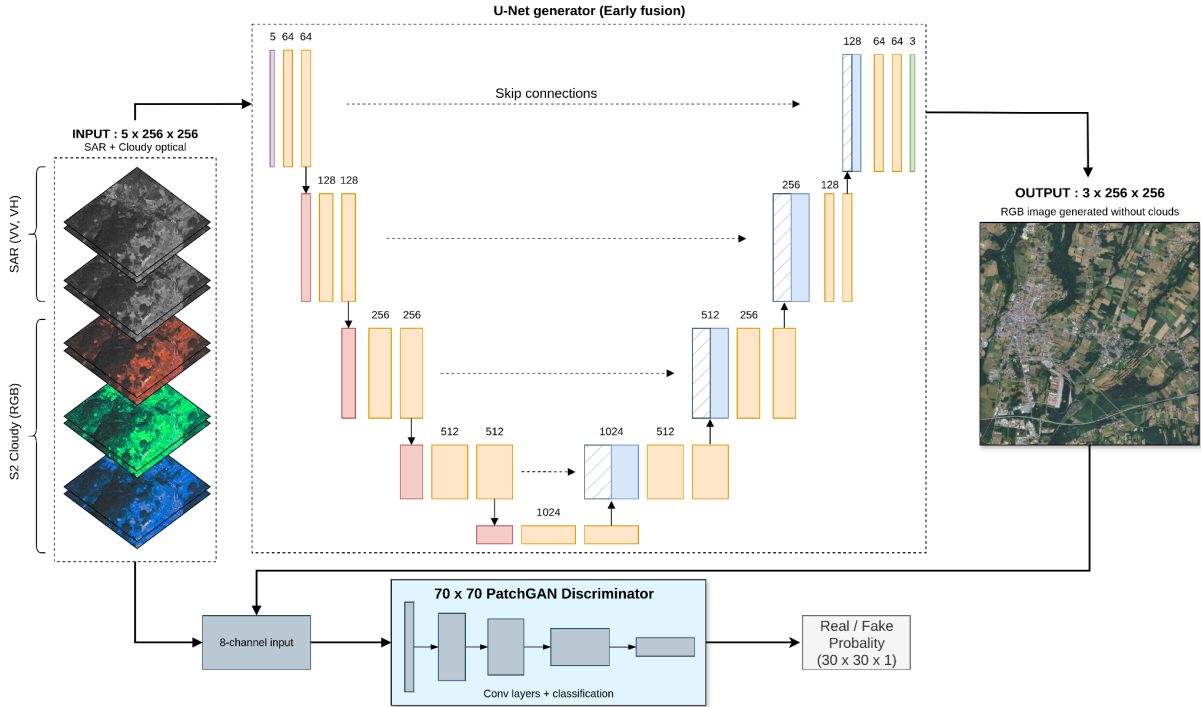 U-Net generator (Early fusion)
5 64 64
128 64 64 3
Skip connections
INPUT : 5 x 256 x 256
SAR + Cloudy optical
SAR (VV, VH)
S2 Cloudy (RGB)
128 128
256 128
256 256
512 256
512 512
1024 512
1024
OUTPUT : 3 x 256 x 256
RGB image generated without clouds
8-channel input
70 x 70 PatchGAN Discriminator
Conv layers + classification
Real / Fake
Probality
(30 x 30 x 1)